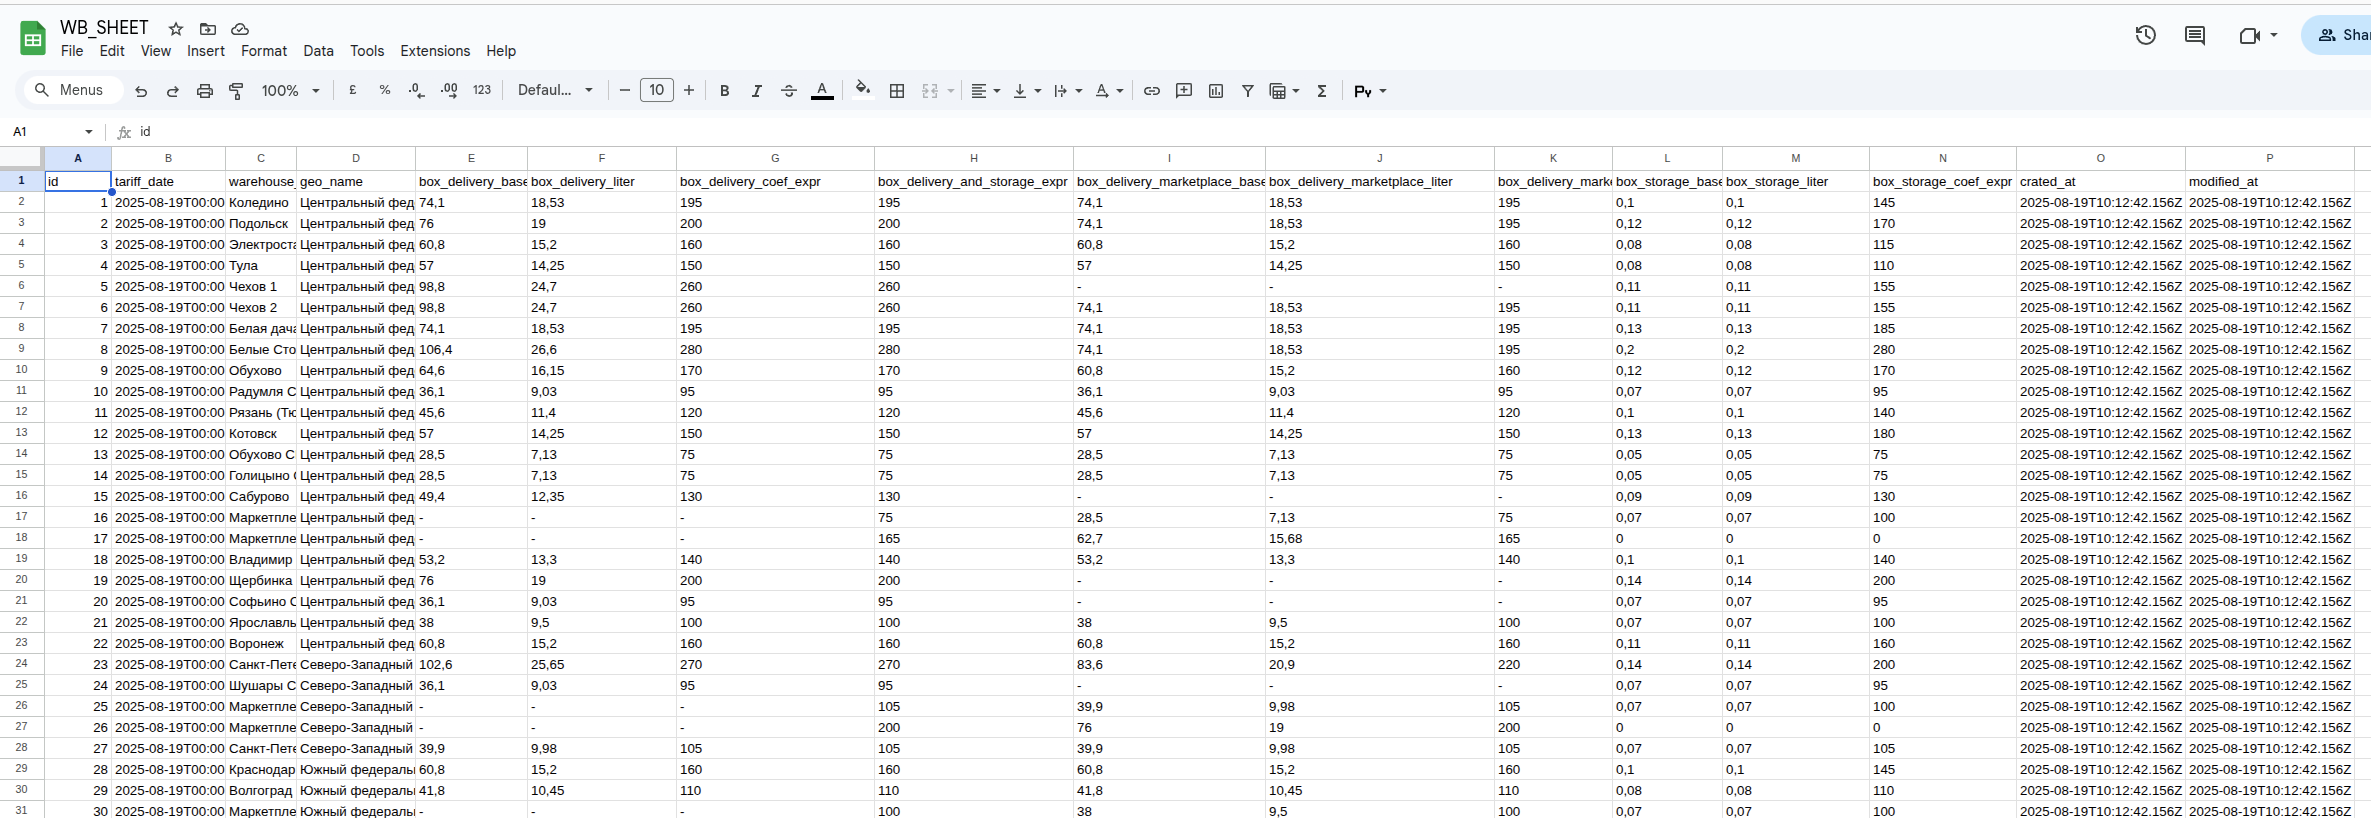 WB_SHEET
File Edit View Insert Format Data Tools Extensions Help
Menus 100% £ % .0 .00 123 Defaul... 10 B I A Σ Py
A1 fx id
A B C D E F G H I J K L M N O P
1 id tariff_date warehouse_ geo_name box_delivery_base box_delivery_liter box_delivery_coef_expr box_delivery_and_storage_expr box_delivery_marketplace_base box_delivery_marketplace_liter box_delivery_marke box_storage_base box_storage_liter box_storage_coef_expr crated_at modified_at
2 1 2025-08-19T00:00 Коледино Центральный фед 74,1 18,53 195 195 74,1 18,53 195 0,1 0,1 145 2025-08-19T10:12:42.156Z 2025-08-19T10:12:42.156Z
3 2 2025-08-19T00:00 Подольск Центральный фед 76 19 200 200 74,1 18,53 195 0,12 0,12 170 2025-08-19T10:12:42.156Z 2025-08-19T10:12:42.156Z
4 3 2025-08-19T00:00 Электроста Центральный фед 60,8 15,2 160 160 60,8 15,2 160 0,08 0,08 115 2025-08-19T10:12:42.156Z 2025-08-19T10:12:42.156Z
5 4 2025-08-19T00:00 Тула Центральный фед 57 14,25 150 150 57 14,25 150 0,08 0,08 110 2025-08-19T10:12:42.156Z 2025-08-19T10:12:42.156Z
6 5 2025-08-19T00:00 Чехов 1 Центральный фед 98,8 24,7 260 260 - - - 0,11 0,11 155 2025-08-19T10:12:42.156Z 2025-08-19T10:12:42.156Z
7 6 2025-08-19T00:00 Чехов 2 Центральный фед 98,8 24,7 260 260 74,1 18,53 195 0,11 0,11 155 2025-08-19T10:12:42.156Z 2025-08-19T10:12:42.156Z
8 7 2025-08-19T00:00 Белая дача Центральный фед 74,1 18,53 195 195 74,1 18,53 195 0,13 0,13 185 2025-08-19T10:12:42.156Z 2025-08-19T10:12:42.156Z
9 8 2025-08-19T00:00 Белые Сто Центральный фед 106,4 26,6 280 280 74,1 18,53 195 0,2 0,2 280 2025-08-19T10:12:42.156Z 2025-08-19T10:12:42.156Z
10 9 2025-08-19T00:00 Обухово Центральный фед 64,6 16,15 170 170 60,8 15,2 160 0,12 0,12 170 2025-08-19T10:12:42.156Z 2025-08-19T10:12:42.156Z
11 10 2025-08-19T00:00 Радумля С Центральный фед 36,1 9,03 95 95 36,1 9,03 95 0,07 0,07 95 2025-08-19T10:12:42.156Z 2025-08-19T10:12:42.156Z
12 11 2025-08-19T00:00 Рязань (Тю Центральный фед 45,6 11,4 120 120 45,6 11,4 120 0,1 0,1 140 2025-08-19T10:12:42.156Z 2025-08-19T10:12:42.156Z
13 12 2025-08-19T00:00 Котовск Центральный фед 57 14,25 150 150 57 14,25 150 0,13 0,13 180 2025-08-19T10:12:42.156Z 2025-08-19T10:12:42.156Z
14 13 2025-08-19T00:00 Обухово С Центральный фед 28,5 7,13 75 75 28,5 7,13 75 0,05 0,05 75 2025-08-19T10:12:42.156Z 2025-08-19T10:12:42.156Z
15 14 2025-08-19T00:00 Голицыно Центральный фед 28,5 7,13 75 75 28,5 7,13 75 0,05 0,05 75 2025-08-19T10:12:42.156Z 2025-08-19T10:12:42.156Z
16 15 2025-08-19T00:00 Сабурово Центральный фед 49,4 12,35 130 130 - - - 0,09 0,09 130 2025-08-19T10:12:42.156Z 2025-08-19T10:12:42.156Z
17 16 2025-08-19T00:00 Маркетпле Центральный фед - - - 75 28,5 7,13 75 0,07 0,07 100 2025-08-19T10:12:42.156Z 2025-08-19T10:12:42.156Z
18 17 2025-08-19T00:00 Маркетпле Центральный фед - - - 165 62,7 15,68 165 0 0 0 2025-08-19T10:12:42.156Z 2025-08-19T10:12:42.156Z
19 18 2025-08-19T00:00 Владимир Центральный фед 53,2 13,3 140 140 53,2 13,3 140 0,1 0,1 140 2025-08-19T10:12:42.156Z 2025-08-19T10:12:42.156Z
20 19 2025-08-19T00:00 Щербинка Центральный фед 76 19 200 200 - - - 0,14 0,14 200 2025-08-19T10:12:42.156Z 2025-08-19T10:12:42.156Z
21 20 2025-08-19T00:00 Софьино С Центральный фед 36,1 9,03 95 95 - - - 0,07 0,07 95 2025-08-19T10:12:42.156Z 2025-08-19T10:12:42.156Z
22 21 2025-08-19T00:00 Ярославль Центральный фед 38 9,5 100 100 38 9,5 100 0,07 0,07 100 2025-08-19T10:12:42.156Z 2025-08-19T10:12:42.156Z
23 22 2025-08-19T00:00 Воронеж Центральный фед 60,8 15,2 160 160 60,8 15,2 160 0,11 0,11 160 2025-08-19T10:12:42.156Z 2025-08-19T10:12:42.156Z
24 23 2025-08-19T00:00 Санкт-Пете Северо-Западный 102,6 25,65 270 270 83,6 20,9 220 0,14 0,14 200 2025-08-19T10:12:42.156Z 2025-08-19T10:12:42.156Z
25 24 2025-08-19T00:00 Шушары С Северо-Западный 36,1 9,03 95 95 - - - 0,07 0,07 95 2025-08-19T10:12:42.156Z 2025-08-19T10:12:42.156Z
26 25 2025-08-19T00:00 Маркетпле Северо-Западный - - - 105 39,9 9,98 105 0,07 0,07 100 2025-08-19T10:12:42.156Z 2025-08-19T10:12:42.156Z
27 26 2025-08-19T00:00 Маркетпле Северо-Западный - - - 200 76 19 200 0 0 0 2025-08-19T10:12:42.156Z 2025-08-19T10:12:42.156Z
28 27 2025-08-19T00:00 Санкт-Пете Северо-Западный 39,9 9,98 105 105 39,9 9,98 105 0,07 0,07 105 2025-08-19T10:12:42.156Z 2025-08-19T10:12:42.156Z
29 28 2025-08-19T00:00 Краснодар Южный федераль 60,8 15,2 160 160 60,8 15,2 160 0,1 0,1 145 2025-08-19T10:12:42.156Z 2025-08-19T10:12:42.156Z
30 29 2025-08-19T00:00 Волгоград Южный федераль 41,8 10,45 110 110 41,8 10,45 110 0,08 0,08 110 2025-08-19T10:12:42.156Z 2025-08-19T10:12:42.156Z
31 30 2025-08-19T00:00 Маркетпле Южный федераль - - - 100 38 9,5 100 0,07 0,07 100 2025-08-19T10:12:42.156Z 2025-08-19T10:12:42.156Z